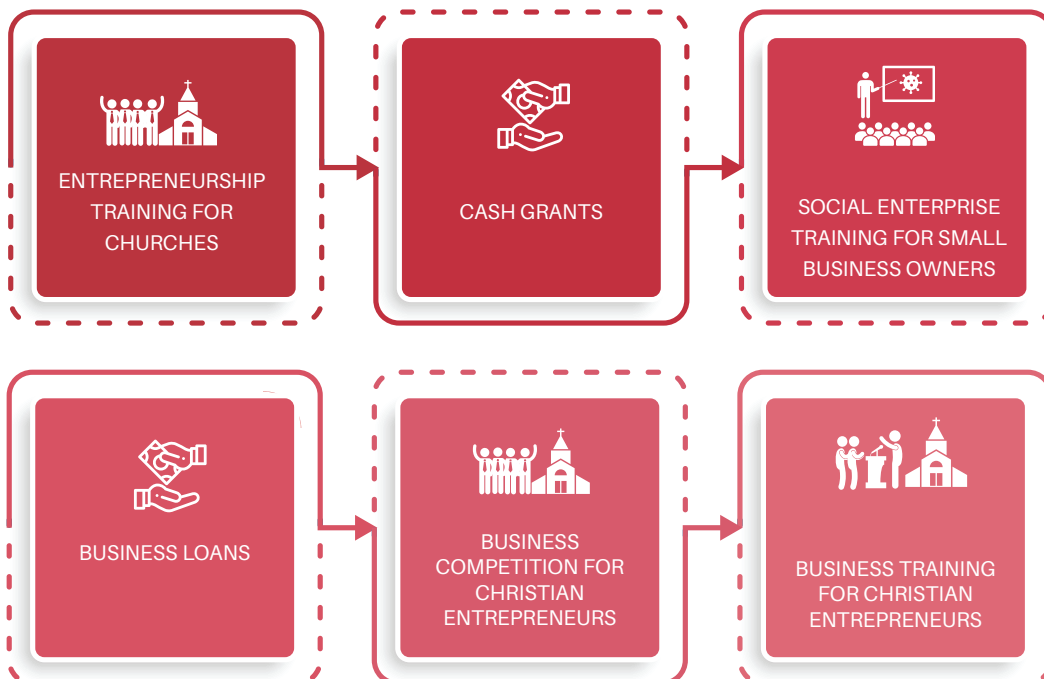 ENTREPRENEURSHIP
TRAINING FOR
CHURCHES
CASH GRANTS
SOCIAL ENTERPRISE
TRAINING FOR SMALL
BUSINESS OWNERS
BUSINESS LOANS
BUSINESS
COMPETITION FOR
CHRISTIAN
ENTREPRENEURS
BUSINESS TRAINING
FOR CHRISTIAN
ENTREPRENEURS